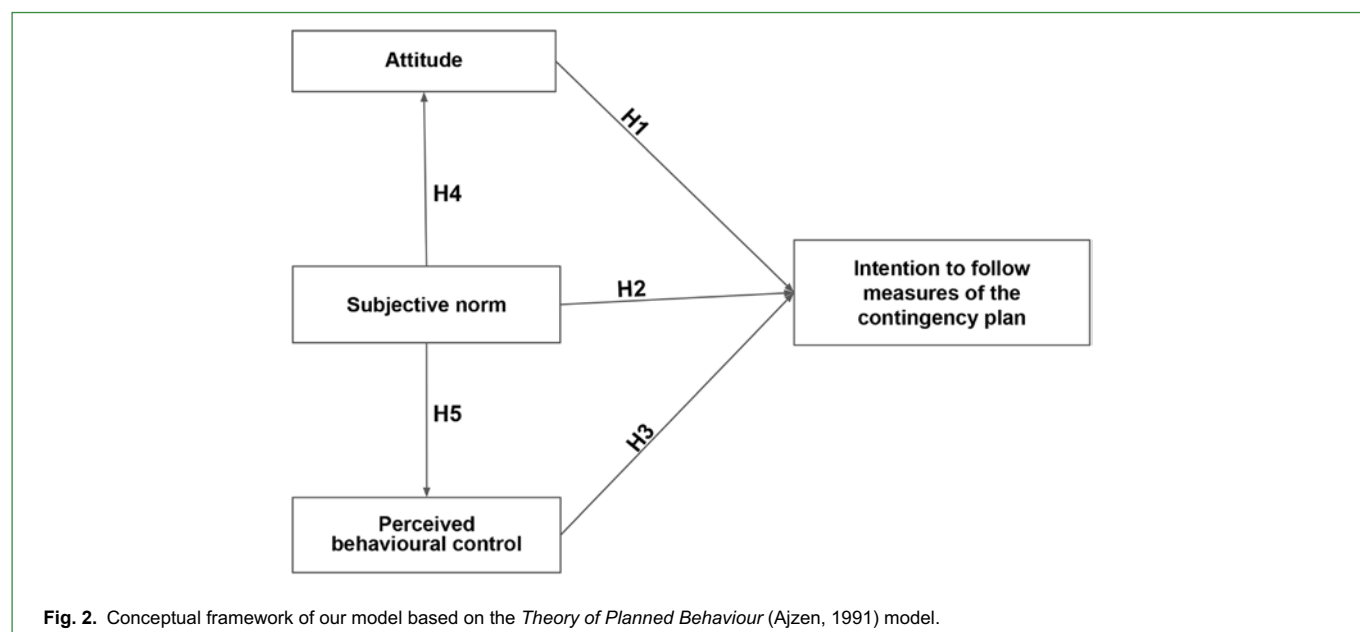 Attitude
H1
H4
Subjective norm
H2
Intention to follow
measures of the
contingency plan
H5
H3
Perceived
behavioural control
Fig. 2. Conceptual framework of our model based on the Theory of Planned Behaviour (Ajzen, 1991) model.